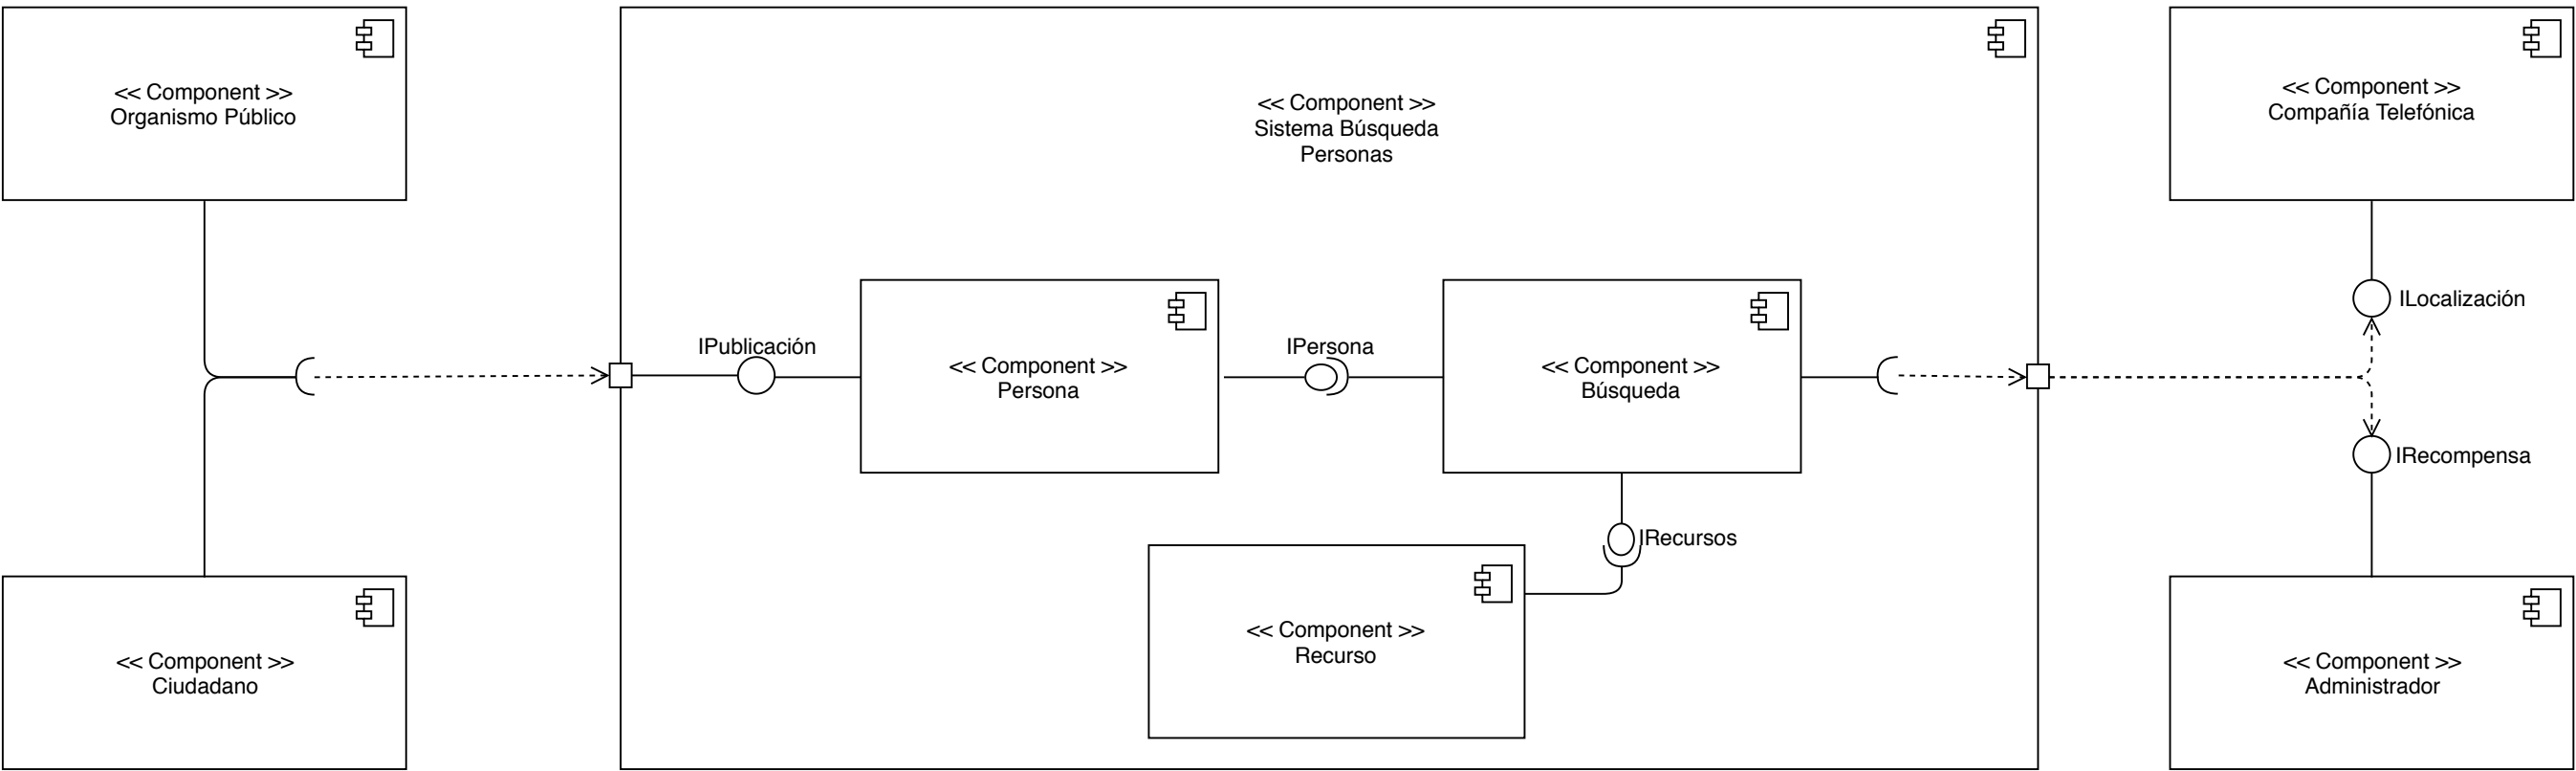 << Component >>
Organismo Público
<< Component >>
Ciudadano
<< Component >>
Sistema Búsqueda
Personas
IPublicación
<< Component >>
Persona
IPersona
<< Component >>
Búsqueda
IRecursos
<< Component >>
Recurso
<< Component >>
Compañía Telefónica
ILocalización
IRecompensa
<< Component >>
Administrador